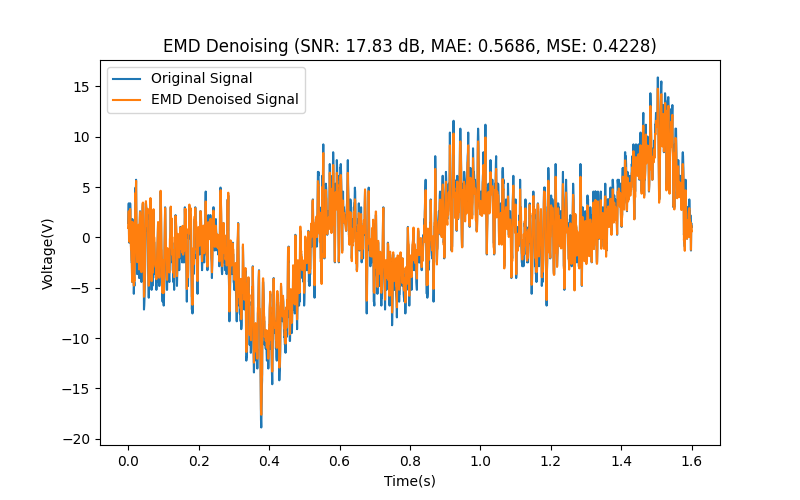 EMD Denoising (SNR: 17.83 dB, MAE: 0.5686, MSE: 0.4228)
Original Signal
EMD Denoised Signal
15
10
5
0
−5
−10
−15
−20
Voltage(V)
0.0 0.2 0.4 0.6 0.8 1.0 1.2 1.4 1.6
Time(s)